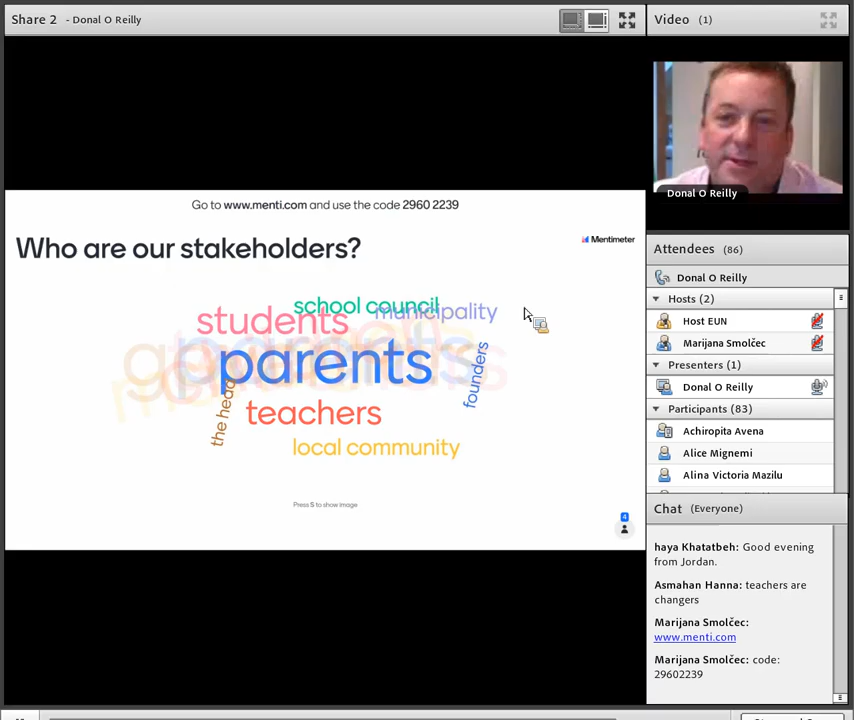 Share 2 - Donal O Reilly
Video (1)
Donal O Reilly
Go to www.menti.com and use the code 2960 2239
Who are our stakeholders?
Mentimeter
school council
municipality
students
parents
founders
the head
teachers
local community
Press S to show image
4
Attendees (86)
Donal O Reilly
Hosts (2)
Host EUN
Marijana Smolčec
Presenters (1)
Donal O Reilly
Participants (83)
Achiropita Avena
Alice Mignemi
Alina Victoria Mazilu
Chat (Everyone)
haya Khatatbeh: Good evening
from Jordan.
Asmahan Hanna: teachers are
changers
Marijana Smolčec:
www.menti.com
Marijana Smolčec: code:
29602239